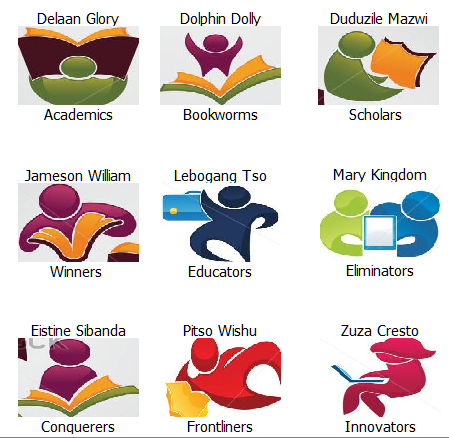 Delaan Glory
Dolphin Dolly
Duduzile Mazwi
Academics
Bookworms
Scholars
Jameson William
Lebogang Tso
Mary Kingdom
Winners
Educators
Eliminators
Eistine Sibanda
Pitso Wishu
Zuza Cresto
Conquerers
Frontliners
Innovators